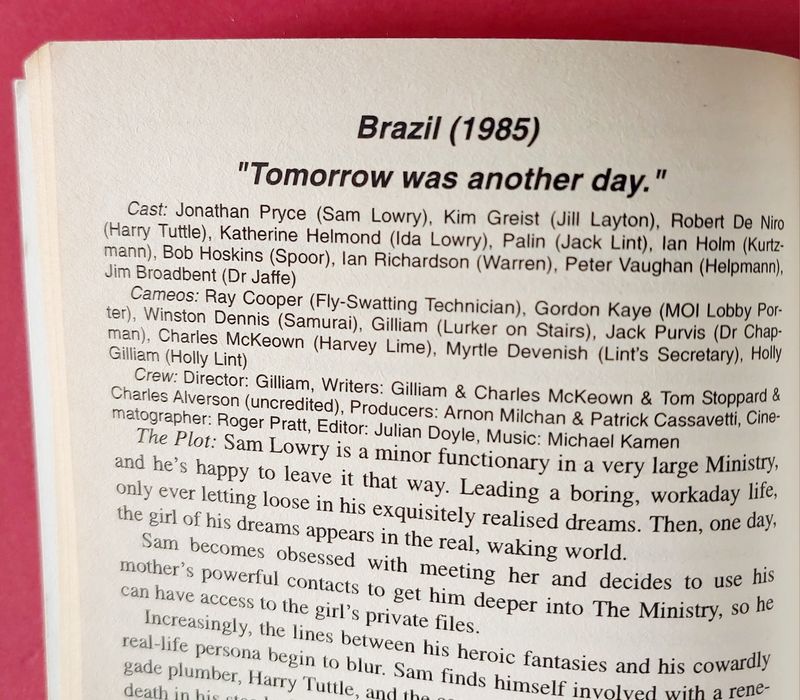 Brazil (1985)
"Tomorrow was another day."
Cast: Jonathan Pryce (Sam Lowry), Kim Greist (Jill Layton), Robert De Niro
(Harry Tuttle), Katherine Helmond (Ida Lowry), Palin (Jack Lint), Ian Holm (Kurtz-
mann), Bob Hoskins (Spoor), Ian Richardson (Warren), Peter Vaughan (Helpmann),
Jim Broadbent (Dr Jaffe)
Cameos: Ray Cooper (Fly-Swatting Technician), Gordon Kaye (MOI Lobby Por-
ter), Winston Dennis (Samurai), Gilliam (Lurker on Stairs), Jack Purvis (Dr Chap-
man), Charles McKeown (Harvey Lime), Myrtle Devenish (Lint's Secretary), Holly
Gilliam (Holly Lint)
Crew: Director: Gilliam, Writers: Gilliam & Charles McKeown & Tom Stoppard &
Charles Alverson (uncredited), Producers: Arnon Milchan & Patrick Cassavetti, Cine-
matographer: Roger Pratt, Editor: Julian Doyle, Music: Michael Kamen
The Plot: Sam Lowry is a minor functionary in a very large Ministry,
and he's happy to leave it that way. Leading a boring, workaday life,
only ever letting loose in his exquisitely realised dreams. Then, one day,
the girl of his dreams appears in the real, waking world.
Sam becomes obsessed with meeting her and decides to use his
mother's powerful contacts to get him deeper into The Ministry, so he
can have access to the girl's private files.
Increasingly, the lines between his heroic fantasies and his cowardly
real-life persona begin to blur. Sam finds himself involved with a rene-
gade plumber, Harry Tuttle, and the
death in his